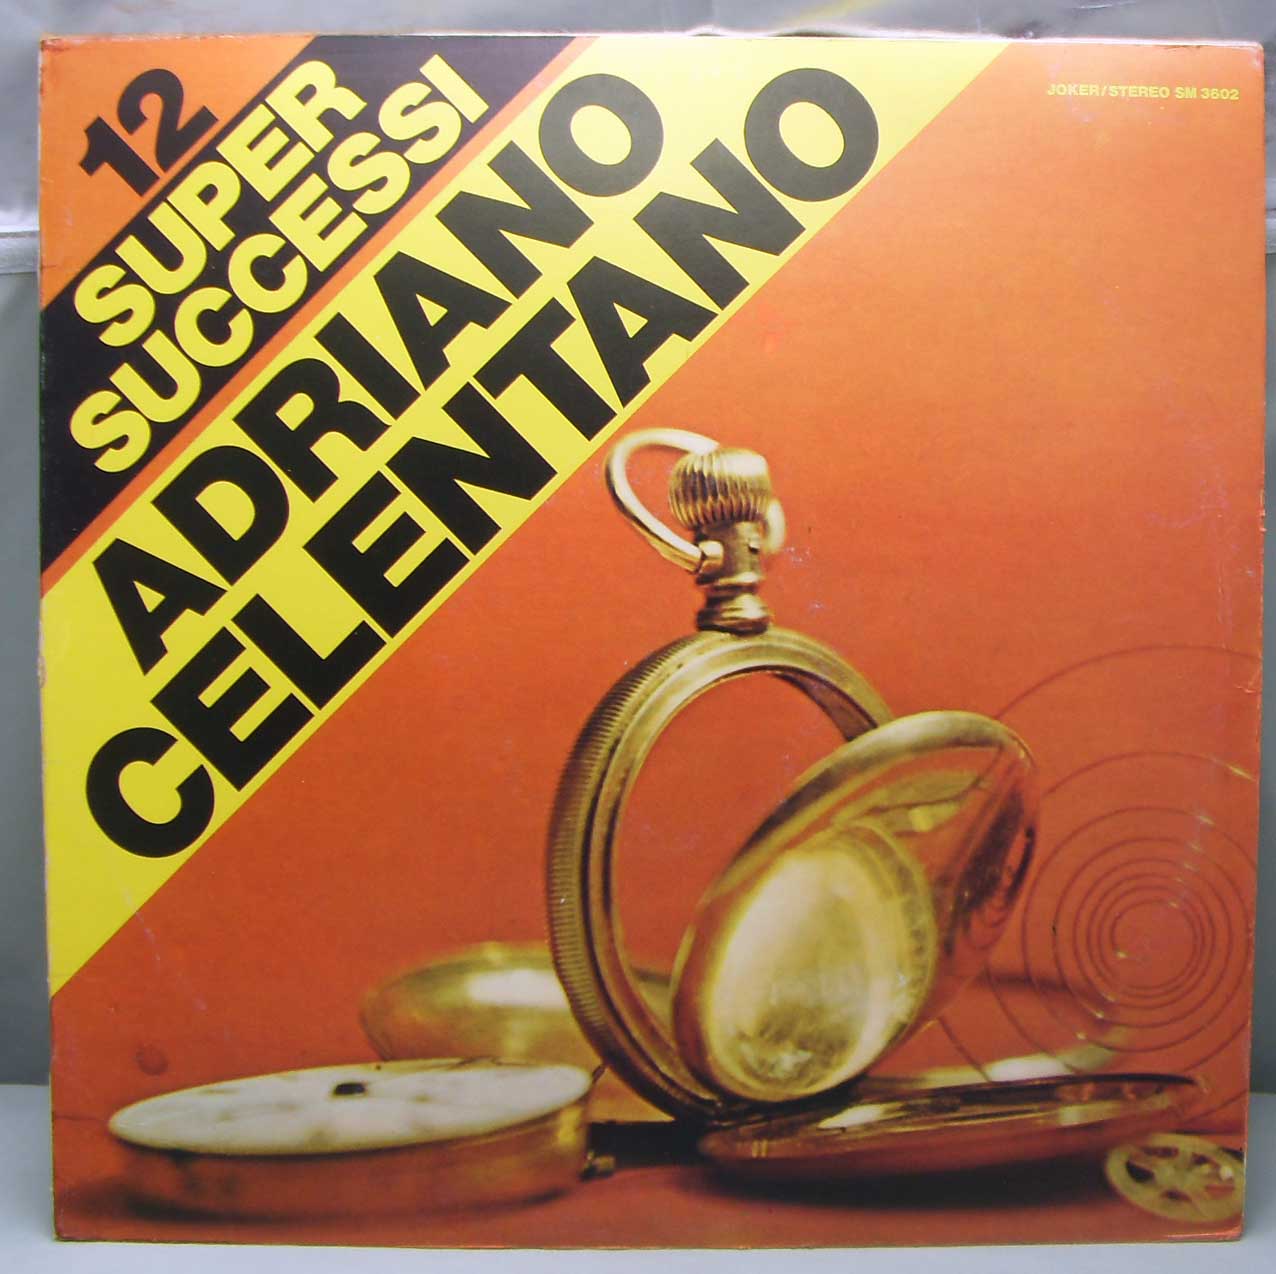 12
SUPER
SUCCESSI
ADRIANO
CELENTANO
JOKER/STEREO SM 3602